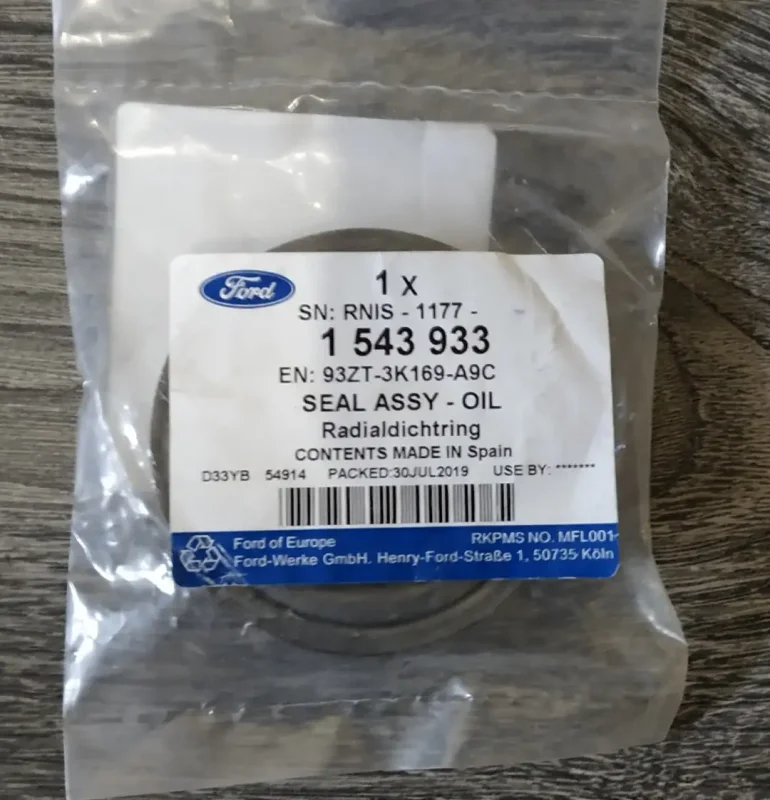 Ford
1 X
SN: RNIS - 1177 -
1 543 933
EN: 93ZT-3K169-A9C
SEAL ASSY - OIL
Radialdichtring
CONTENTS MADE IN Spain
D33YB 54914 PACKED:30JUL2019 USE BY: *******
Ford of Europe RKPMS NO. MFL001
Ford-Werke GmbH. Henry-Ford-Straße 1, 50735 Köln